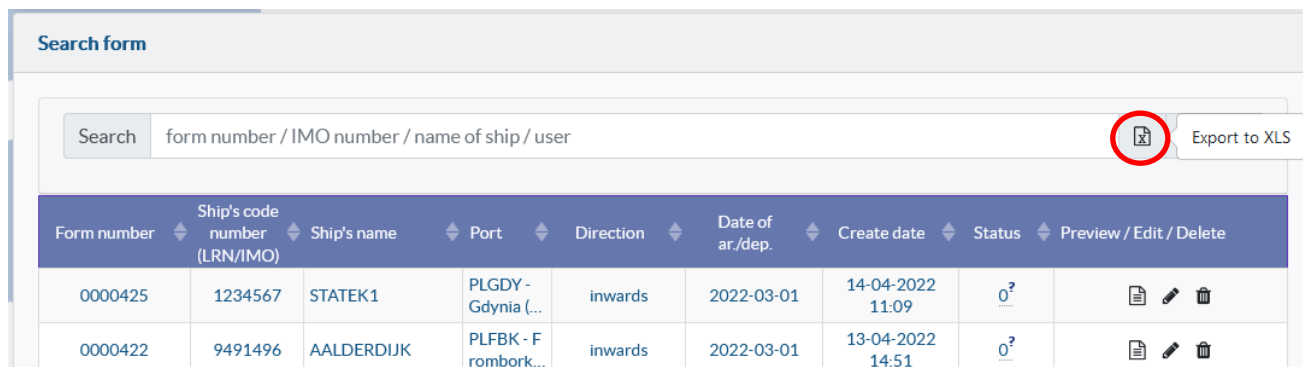 Search form
Search form number / IMO number / name of ship / user Export to XLS
Form number Ship's code number (LRN/IMO) Ship's name Port Direction Date of ar./dep. Create date Status Preview / Edit / Delete
0000425 1234567 STATEK1 PLGDY - Gdynia (... inwards 2022-03-01 14-04-2022 11:09 0?
0000422 9491496 AALDERDIJK PLFBK - F rombork... inwards 2022-03-01 13-04-2022 14:51 0?